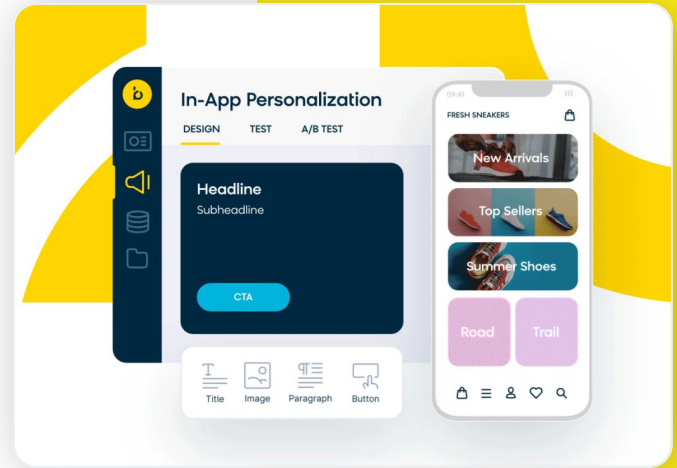 b
In-App Personalization
DESIGN TEST A/B TEST
Headline
Subheadline
CTA
Title Image Paragraph Button
(9:41)
FRESH SNEAKERS
New Arrivals
Top Sellers
Summer Shoes
Road Trail